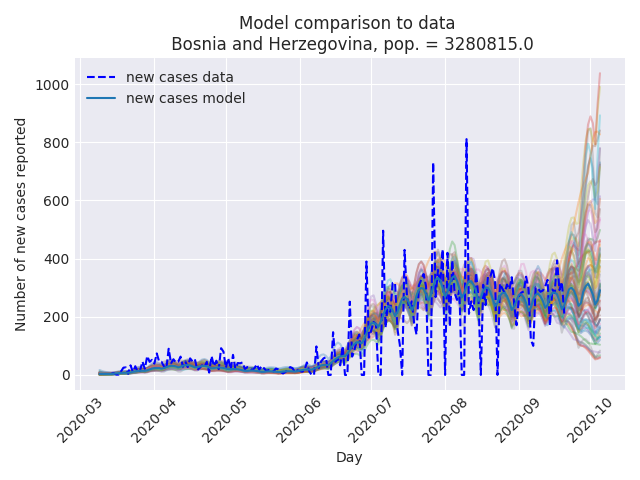 Model comparison to data
Bosnia and Herzegovina, pop. = 3280815.0
new cases data
new cases model
Number of new cases reported
1000
800
600
400
200
0
2020-03
2020-04
2020-05
2020-06
2020-07
2020-08
2020-09
2020-10
Day